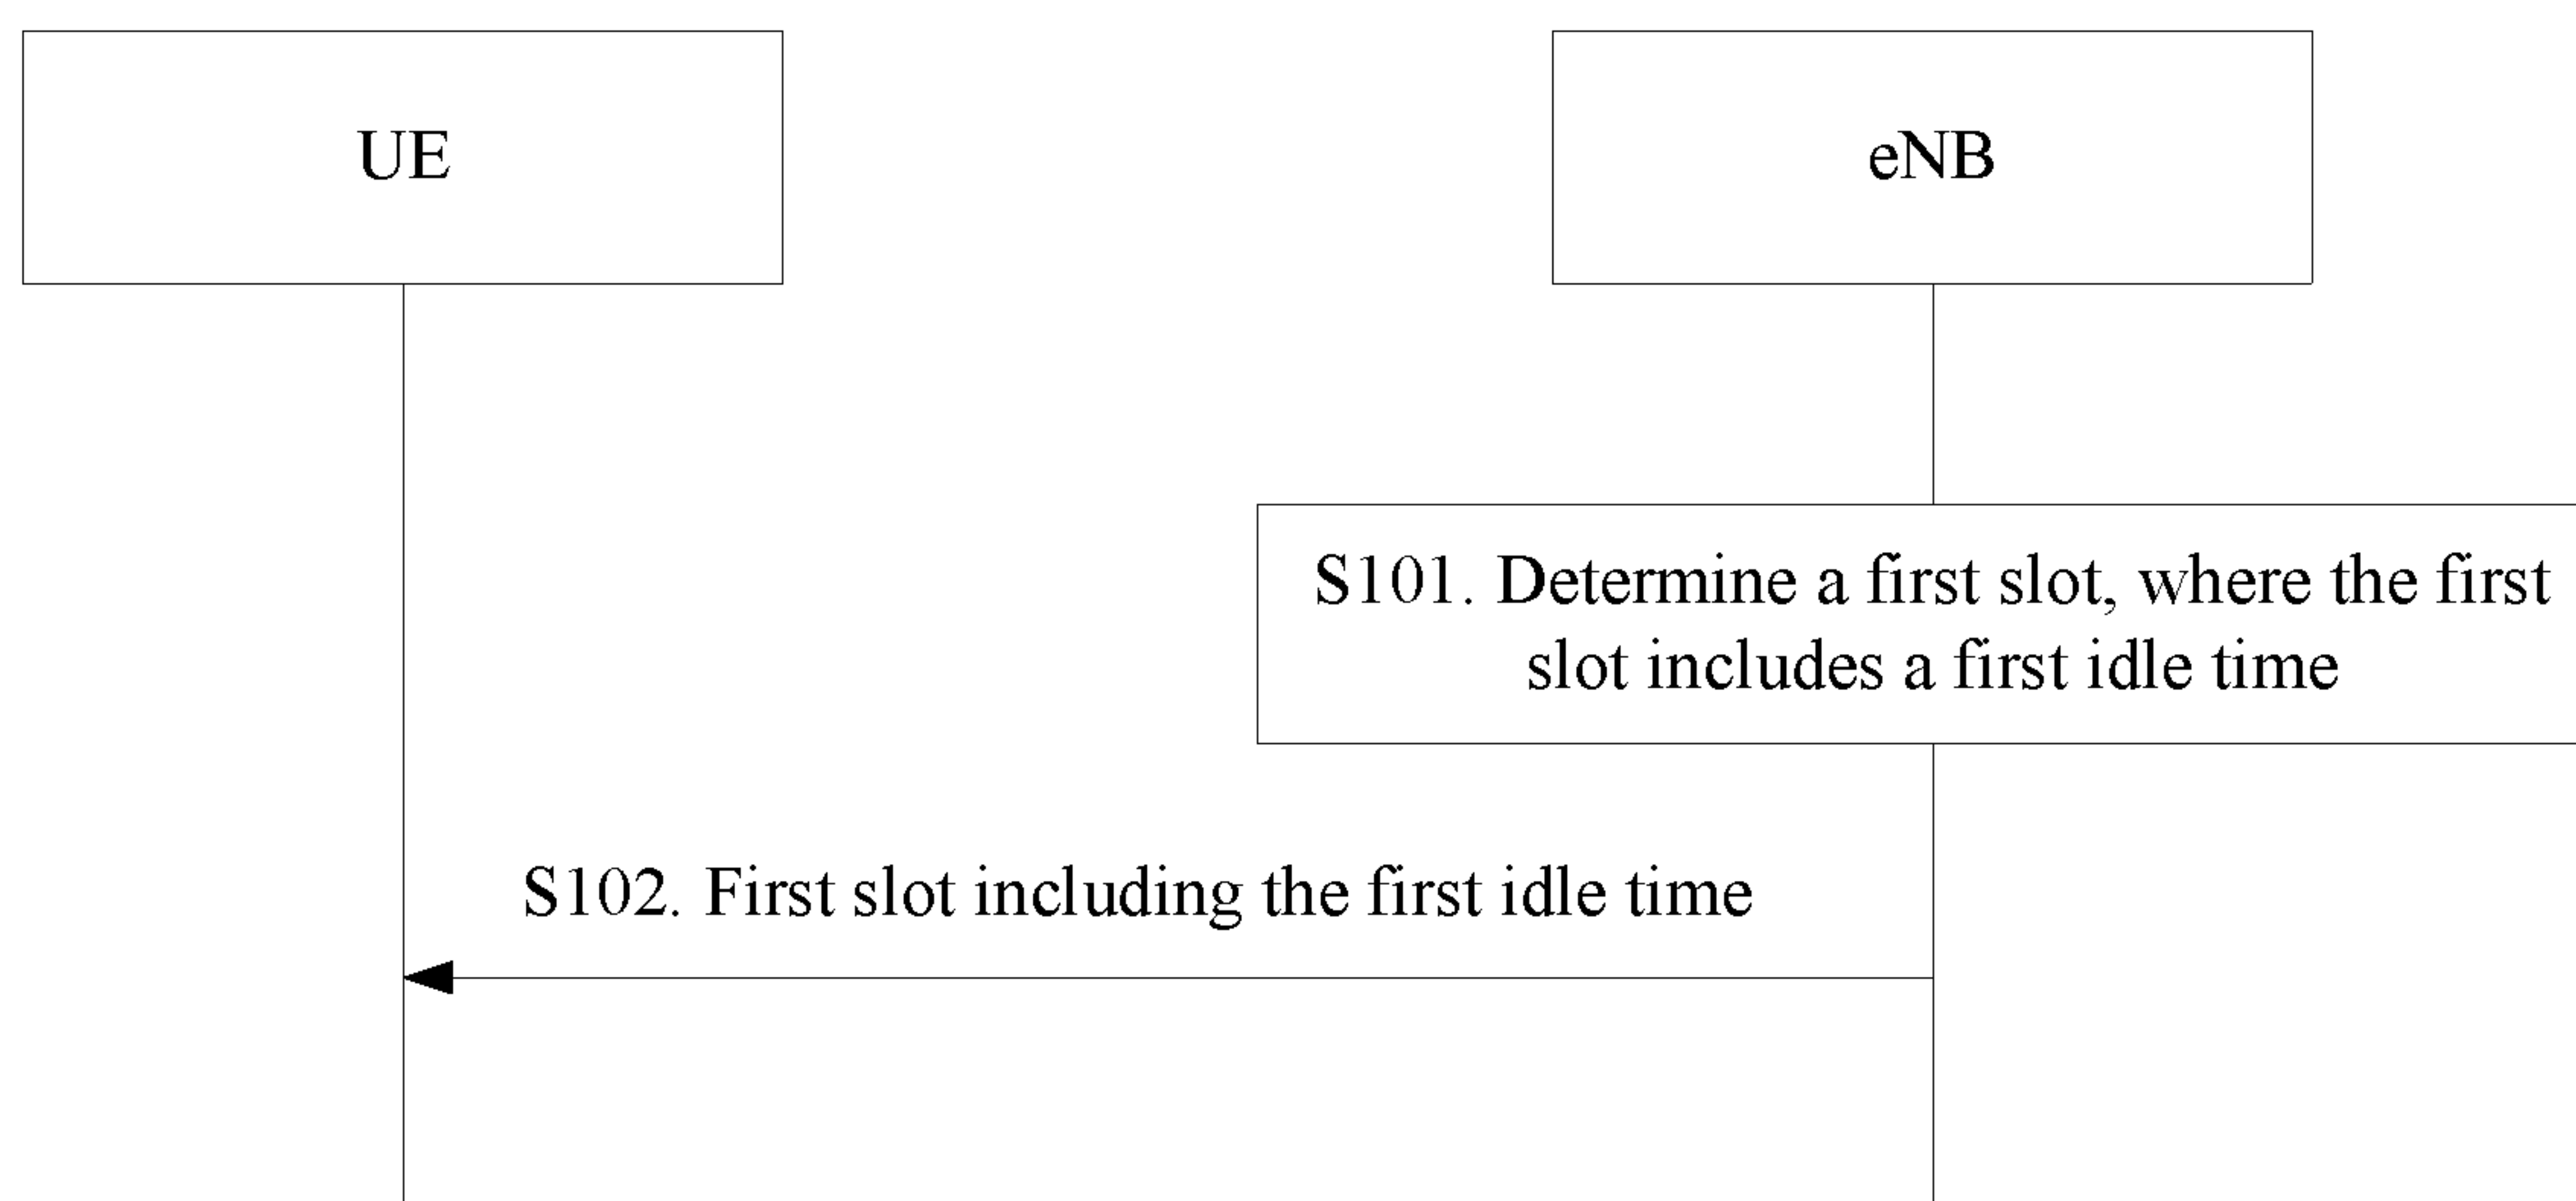 UE
eNB
S101. Determine a first slot, where the first
slot includes a first idle time
S102. First slot including the first idle time